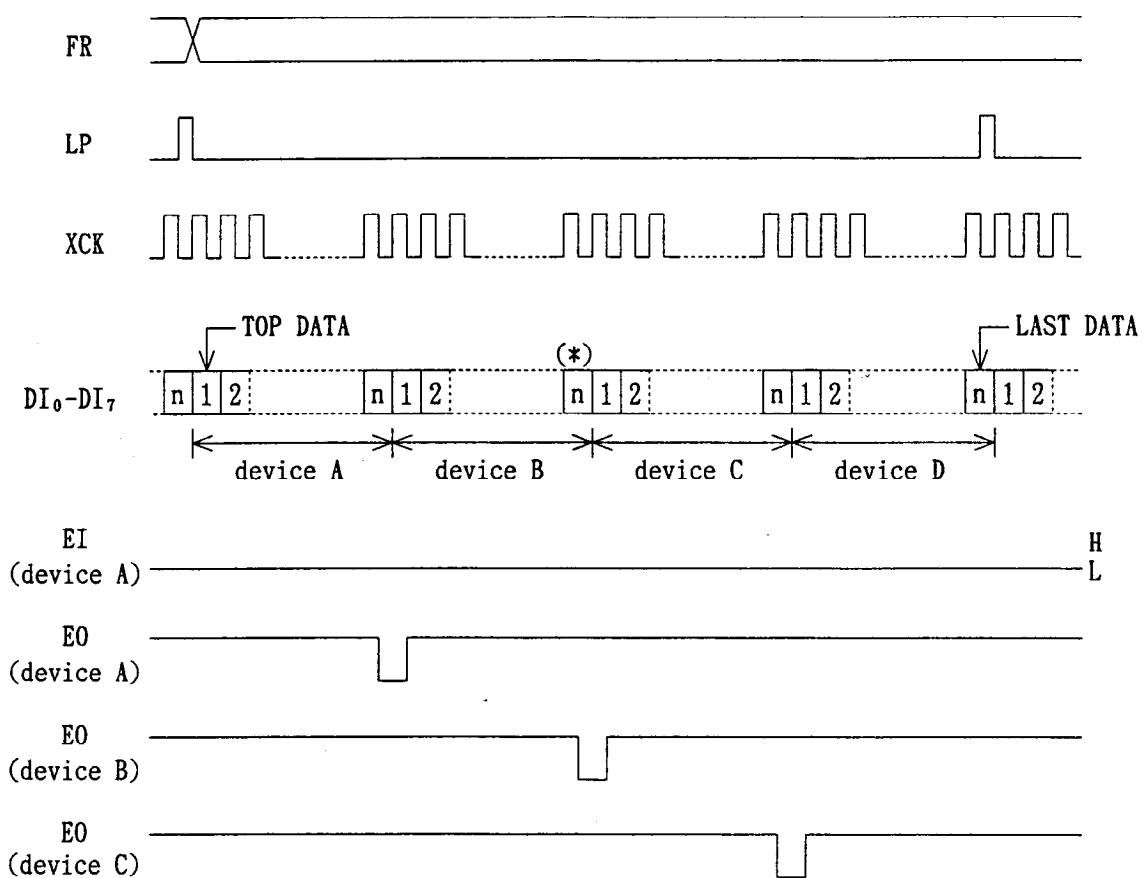 FR
LP
XCK
TOP DATA
LAST DATA
(*)
DI₀-DI₇
n 1 2 n 1 2 n 1 2 n 1 2 n 1 2
device A device B device C device D
EI
(device A)
H
L
EO
(device A)
EO
(device B)
EO
(device C)